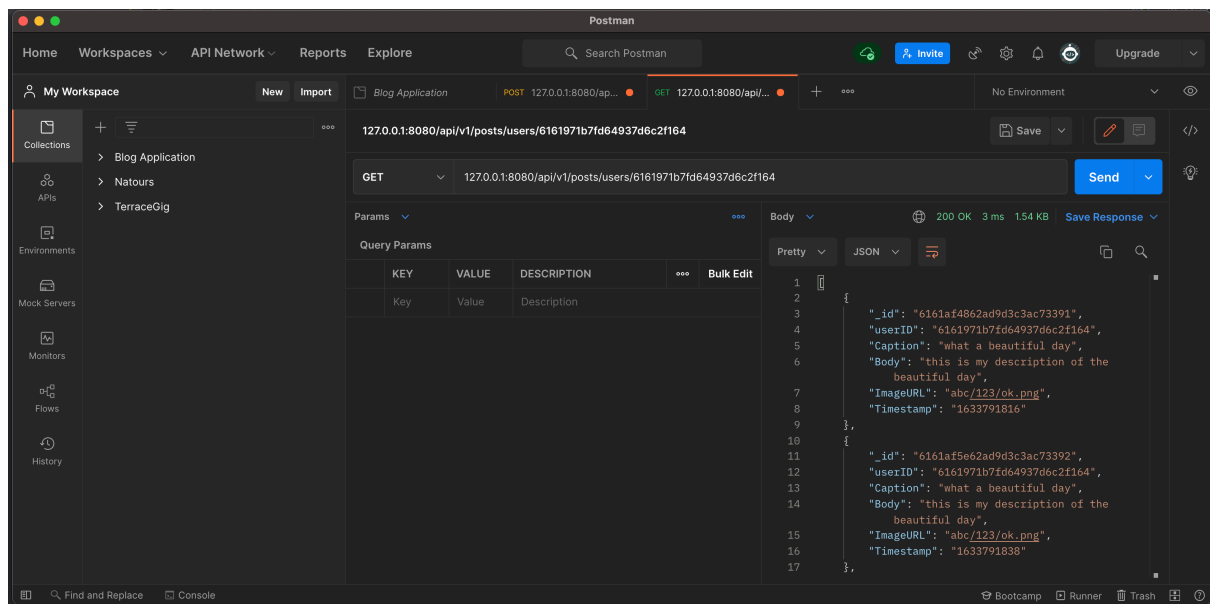 Postman
Home Workspaces API Network Reports Explore Search Postman Invite Upgrade
My Workspace New Import Blog Application POST 127.0.0.1:8080/ap... GET 127.0.0.1:8080/api/... No Environment
Collections
APIs
Environments
Mock Servers
Monitors
Flows
History
Blog Application
Natours
TerraceGig
127.0.0.1:8080/api/v1/posts/users/6161971b7fd64937d6c2f164 Save
GET 127.0.0.1:8080/api/v1/posts/users/6161971b7fd64937d6c2f164 Send
Params
Query Params
KEY VALUE DESCRIPTION Bulk Edit
Key Value Description
Body 200 OK 3 ms 1.54 KB Save Response
Pretty JSON
1 [
2 {
3 "_id": "6161af4862ad9d3c3ac73391",
4 "userID": "6161971b7fd64937d6c2f164",
5 "Caption": "what a beautiful day",
6 "Body": "this is my description of the
beautiful day",
7 "ImageURL": "abc/123/ok.png",
8 "Timestamp": "1633791816"
9 },
10 {
11 "_id": "6161af5e62ad9d3c3ac73392",
12 "userID": "6161971b7fd64937d6c2f164",
13 "Caption": "what a beautiful day",
14 "Body": "this is my description of the
beautiful day",
15 "ImageURL": "abc/123/ok.png",
16 "Timestamp": "1633791838"
17 },
Find and Replace Console Bootcamp Runner Trash